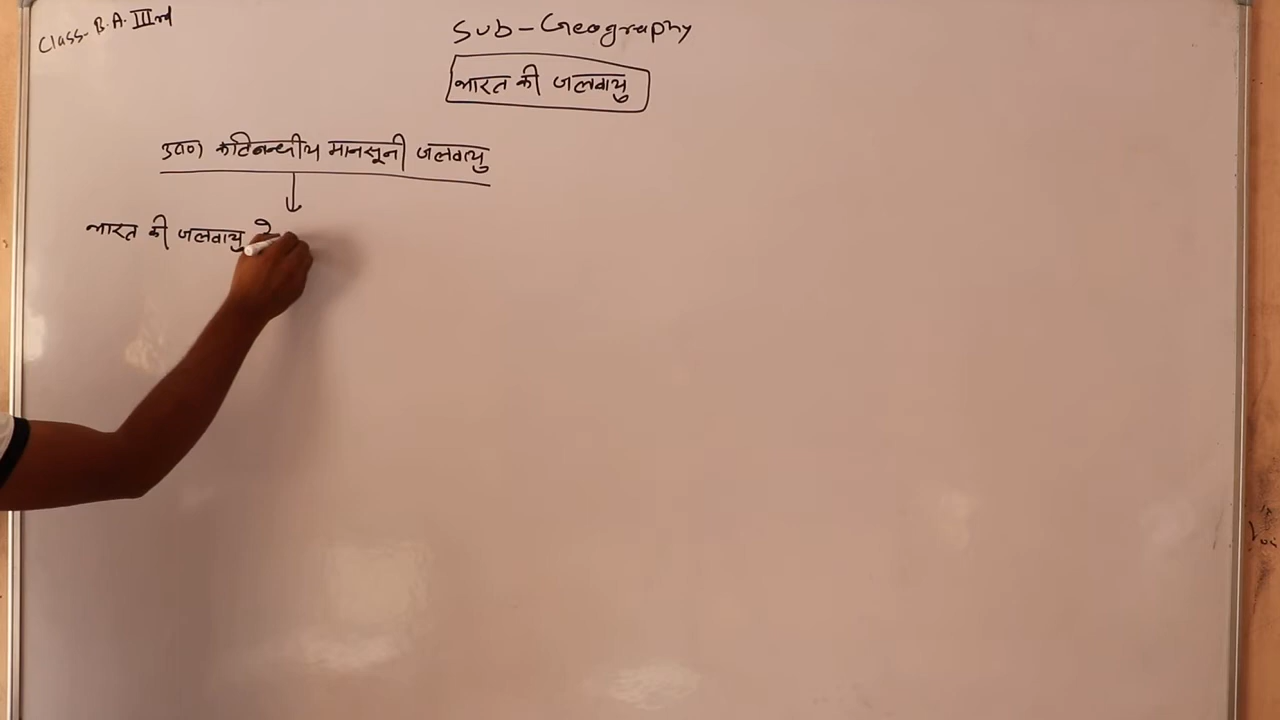 Class- B.A. IIIrd
Sub-Geography
भारत की जलवायु
उष्ण कटिबन्धीय मानसूनी जलवायु
भारत की जलवायु